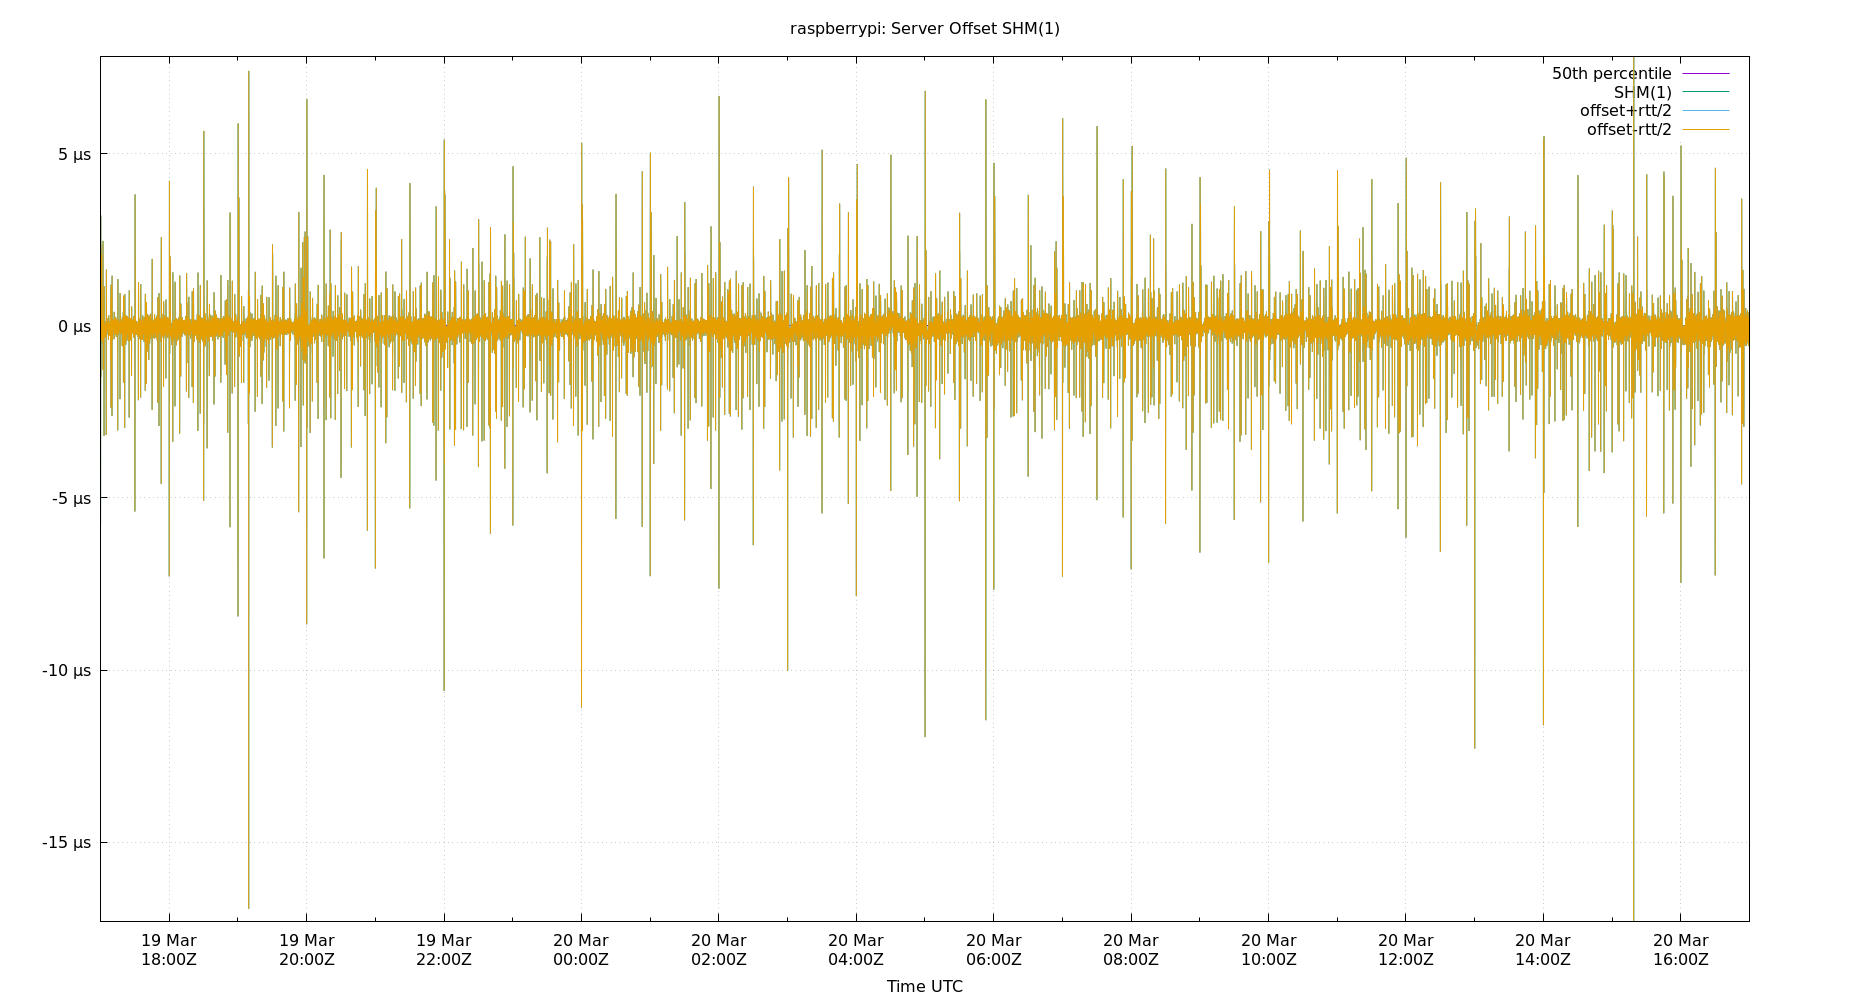 raspberrypi: Server Offset SHM(1)
50th percentile
SHM(1)
offset+rtt/2
offset-rtt/2
5 µs
0 µs
-5 µs
-10 µs
-15 µs
19 Mar 19 Mar 19 Mar 20 Mar 20 Mar 20 Mar 20 Mar 20 Mar 20 Mar 20 Mar 20 Mar 20 Mar
18:00Z 20:00Z 22:00Z 00:00Z 02:00Z 04:00Z 06:00Z 08:00Z 10:00Z 12:00Z 14:00Z 16:00Z
Time UTC